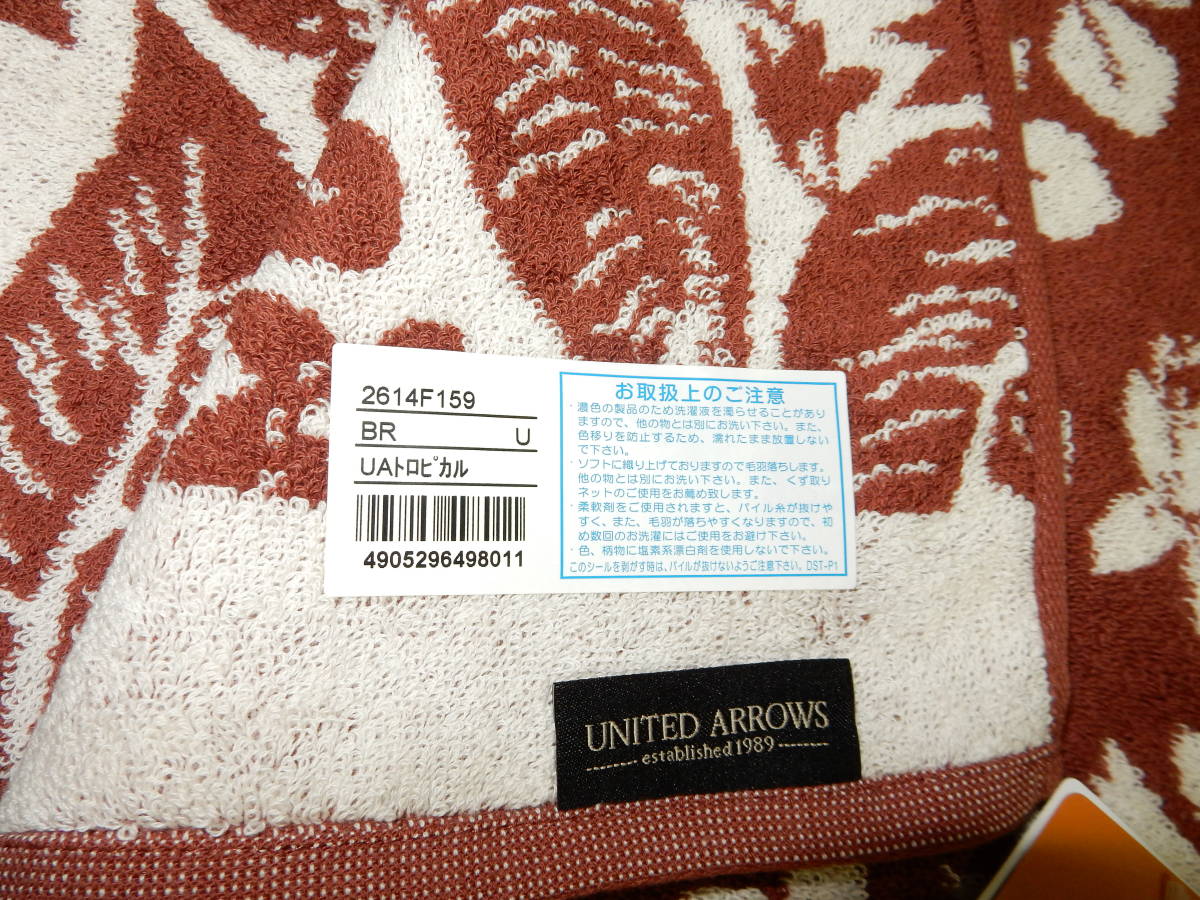 2614F159
BR U
UAトロピカル
4905296498011
お取扱上のご注意
・濃色の製品のため洗濯液を濁らせることがあり
ますので、他の物とは別にお洗い下さい。また、
色移りを防止するため、濡れたまま放置しない
で下さい。
・ソフトに織り上げておりますので毛羽落ちします。
他の物とは別にお洗い下さい。また、くず取り
ネットのご使用をお薦め致します。
・柔軟剤をご使用されますと、パイル糸が抜けや
すく、また、毛羽が落ちやすくなりますので、初
め数回のお洗濯にはご使用をお避け下さい。
・色、柄物に塩素系漂白剤を使用しないで下さい。
このシールを剥がす時は、パイルが抜けないようご注意下さい。DST-P1
UNITED ARROWS
established 1989